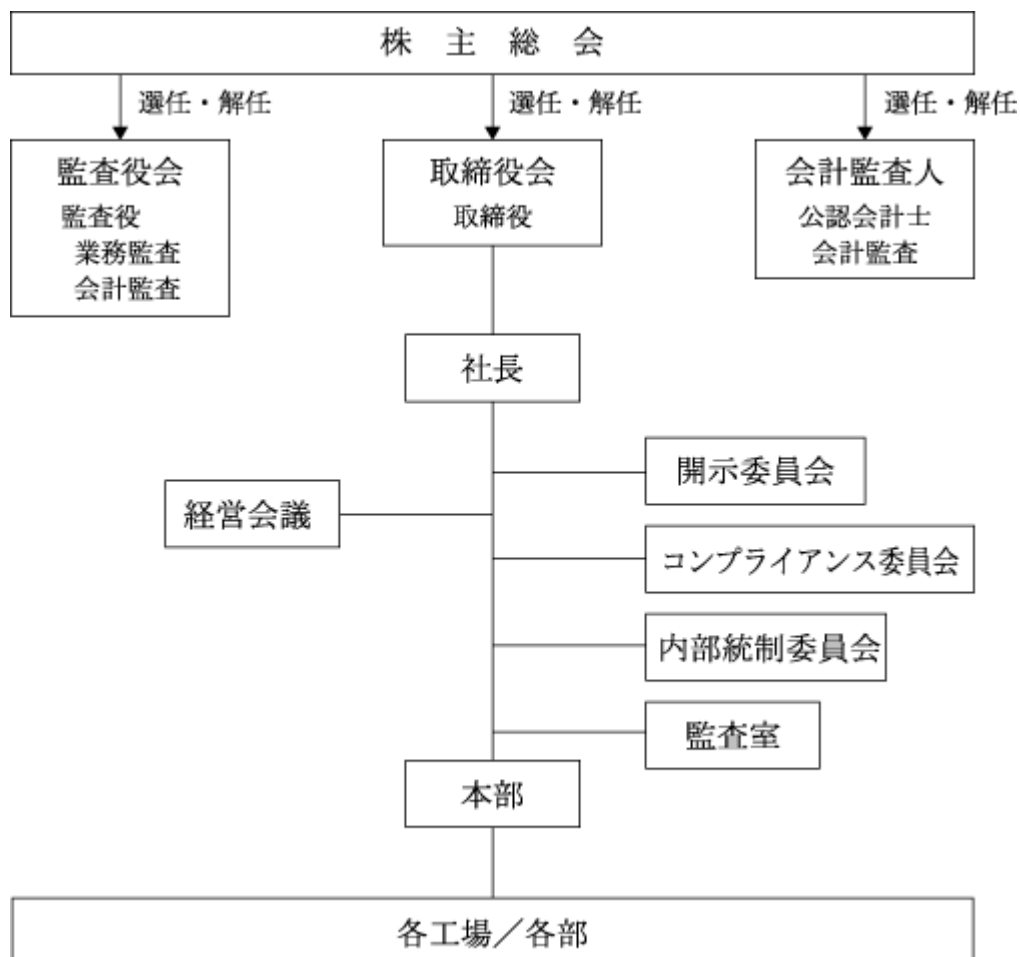 株主総会
選任・解任
選任・解任
選任・解任
監査役会
監査役
業務監査
会計監査
取締役会
取締役
会計監査人
公認会計士
会計監査
社長
開示委員会
経営会議
コンプライアンス委員会
内部統制委員会
監査室
本部
各工場／各部